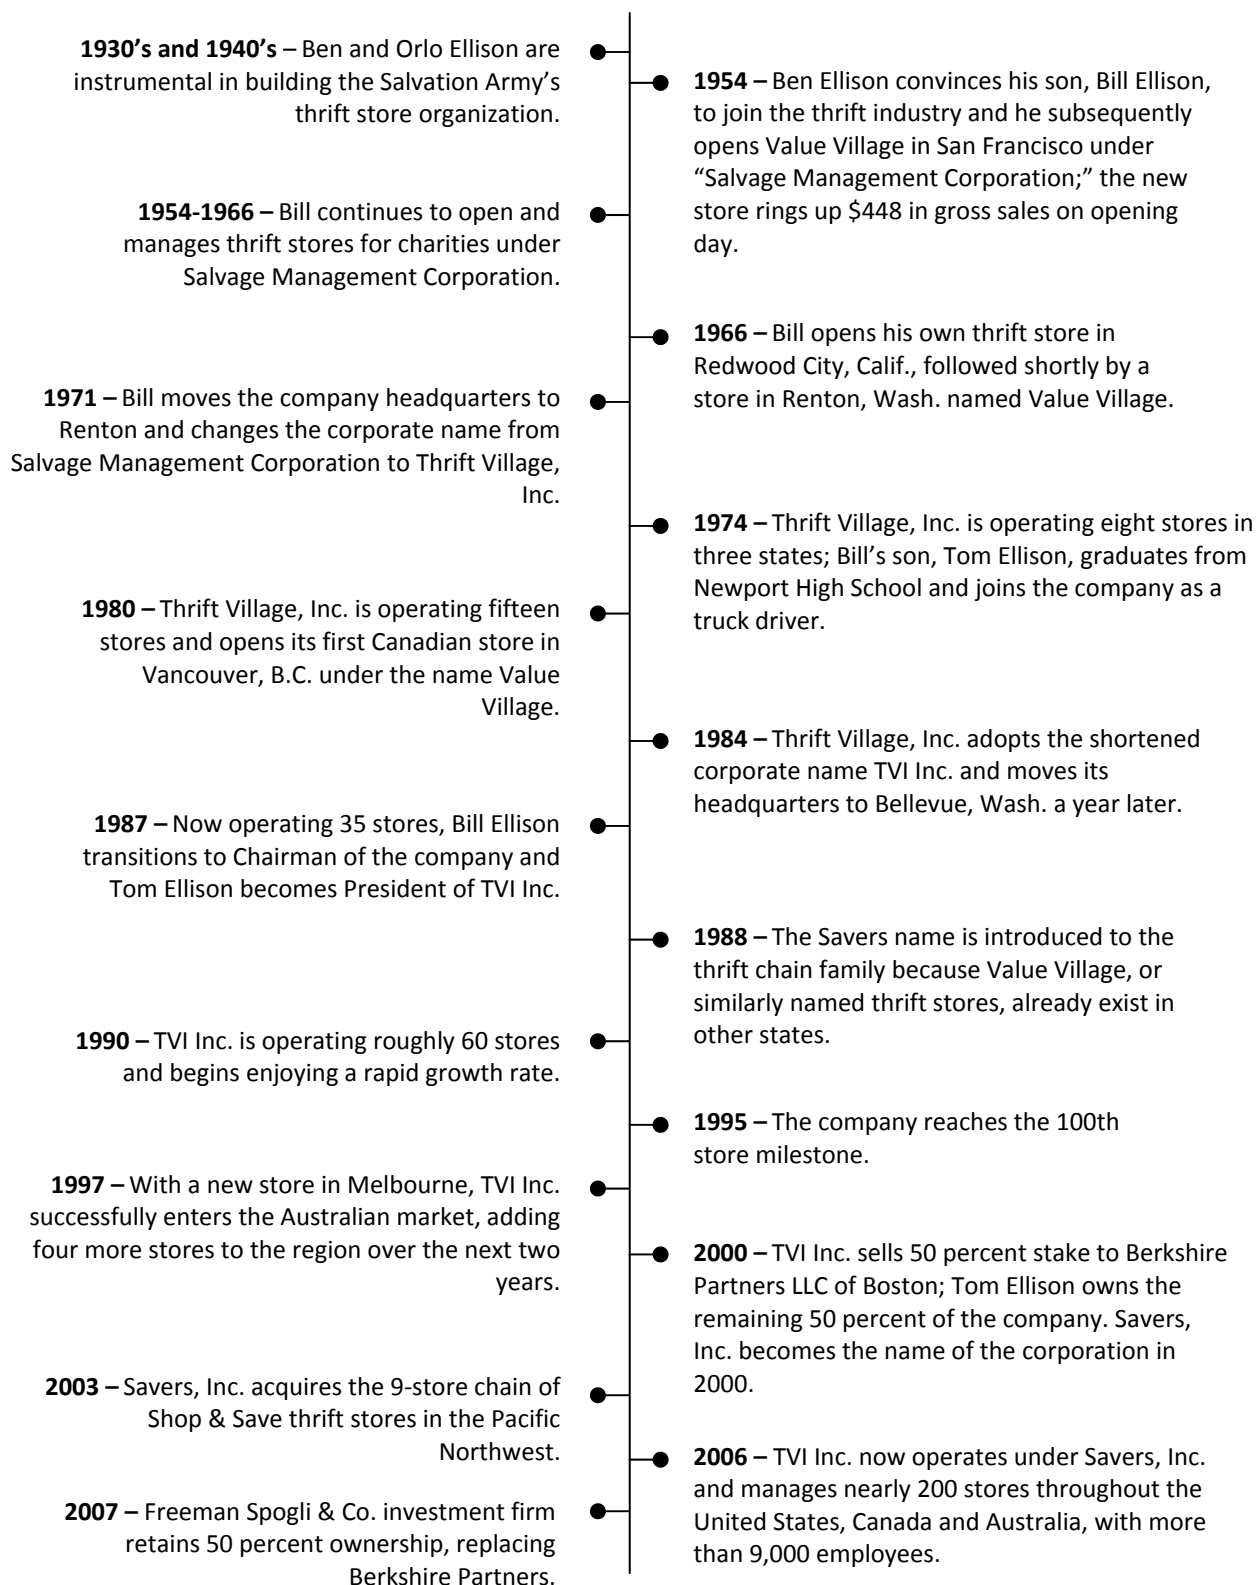 1930’s and 1940’s – Ben and Orlo Ellison are
instrumental in building the Salvation Army’s
thrift store organization.
1954 – Ben Ellison convinces his son, Bill Ellison,
to join the thrift industry and he subsequently
opens Value Village in San Francisco under
“Salvage Management Corporation;” the new
store rings up $448 in gross sales on opening
day.
1954-1966 – Bill continues to open and
manages thrift stores for charities under
Salvage Management Corporation.
1966 – Bill opens his own thrift store in
Redwood City, Calif., followed shortly by a
store in Renton, Wash. named Value Village.
1971 – Bill moves the company headquarters to
Renton and changes the corporate name from
Salvage Management Corporation to Thrift Village,
Inc.
1974 – Thrift Village, Inc. is operating eight stores in
three states; Bill’s son, Tom Ellison, graduates from
Newport High School and joins the company as a
truck driver.
1980 – Thrift Village, Inc. is operating fifteen
stores and opens its first Canadian store in
Vancouver, B.C. under the name Value
Village.
1984 – Thrift Village, Inc. adopts the shortened
corporate name TVI Inc. and moves its
headquarters to Bellevue, Wash. a year later.
1987 – Now operating 35 stores, Bill Ellison
transitions to Chairman of the company and
Tom Ellison becomes President of TVI Inc.
1988 – The Savers name is introduced to the
thrift chain family because Value Village, or
similarly named thrift stores, already exist in
other states.
1990 – TVI Inc. is operating roughly 60 stores
and begins enjoying a rapid growth rate.
1995 – The company reaches the 100th
store milestone.
1997 – With a new store in Melbourne, TVI Inc.
successfully enters the Australian market, adding
four more stores to the region over the next two
years.
2000 – TVI Inc. sells 50 percent stake to Berkshire
Partners LLC of Boston; Tom Ellison owns the
remaining 50 percent of the company. Savers,
Inc. becomes the name of the corporation in
2000.
2003 – Savers, Inc. acquires the 9-store chain of
Shop & Save thrift stores in the Pacific
Northwest.
2006 – TVI Inc. now operates under Savers, Inc.
and manages nearly 200 stores throughout the
United States, Canada and Australia, with more
than 9,000 employees.
2007 – Freeman Spogli & Co. investment firm
retains 50 percent ownership, replacing
Berkshire Partners.